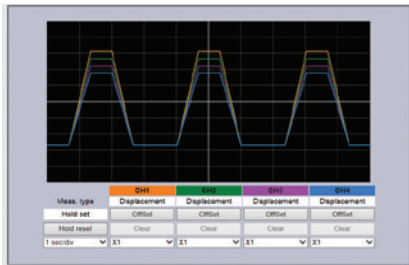 CH1 CH2 CH3 CH4
Meas. type Displacement Displacement Displacement Displacement
Hold set OffSet OffSet OffSet OffSet
Hold reset Clear Clear Clear Clear
1 sec/div X1 X1 X1 X1